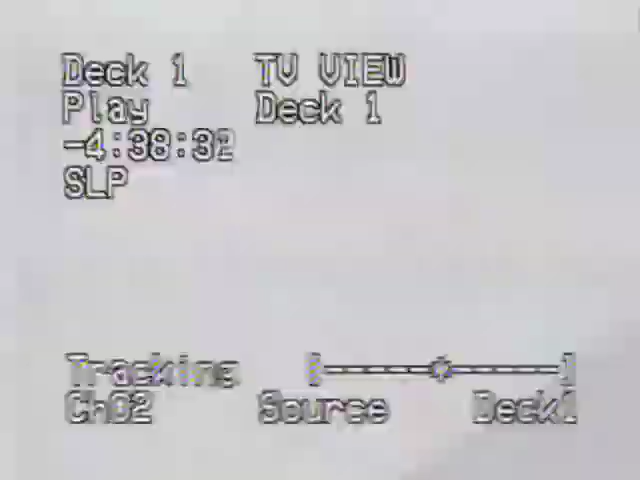 Deck 1 TV VIEW
Play Deck 1
-4:38:32
SLP
Tracking
Ch02 Source Deck1